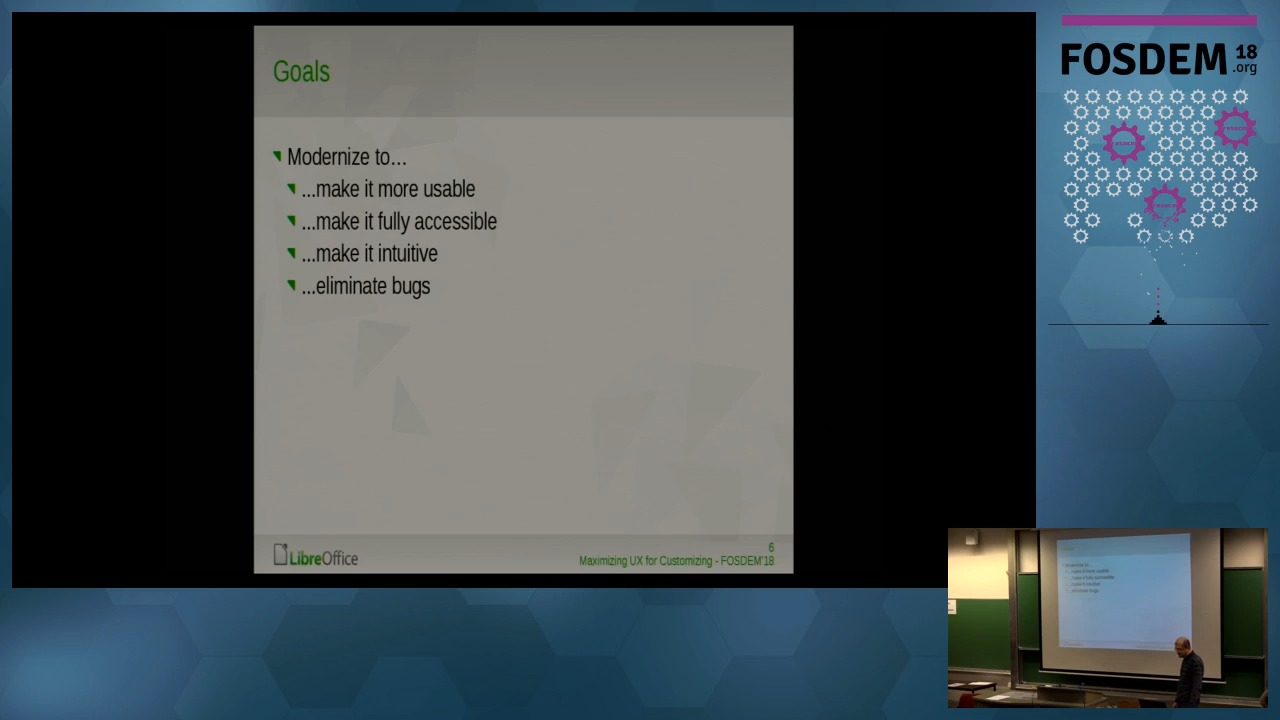 Goals
Modernize to...
...make it more usable
...make it fully accessible
...make it intuitive
...eliminate bugs
LibreOffice
6
Maximizing UX for Customizing - FOSDEM'18
FOSDEM 18
.org